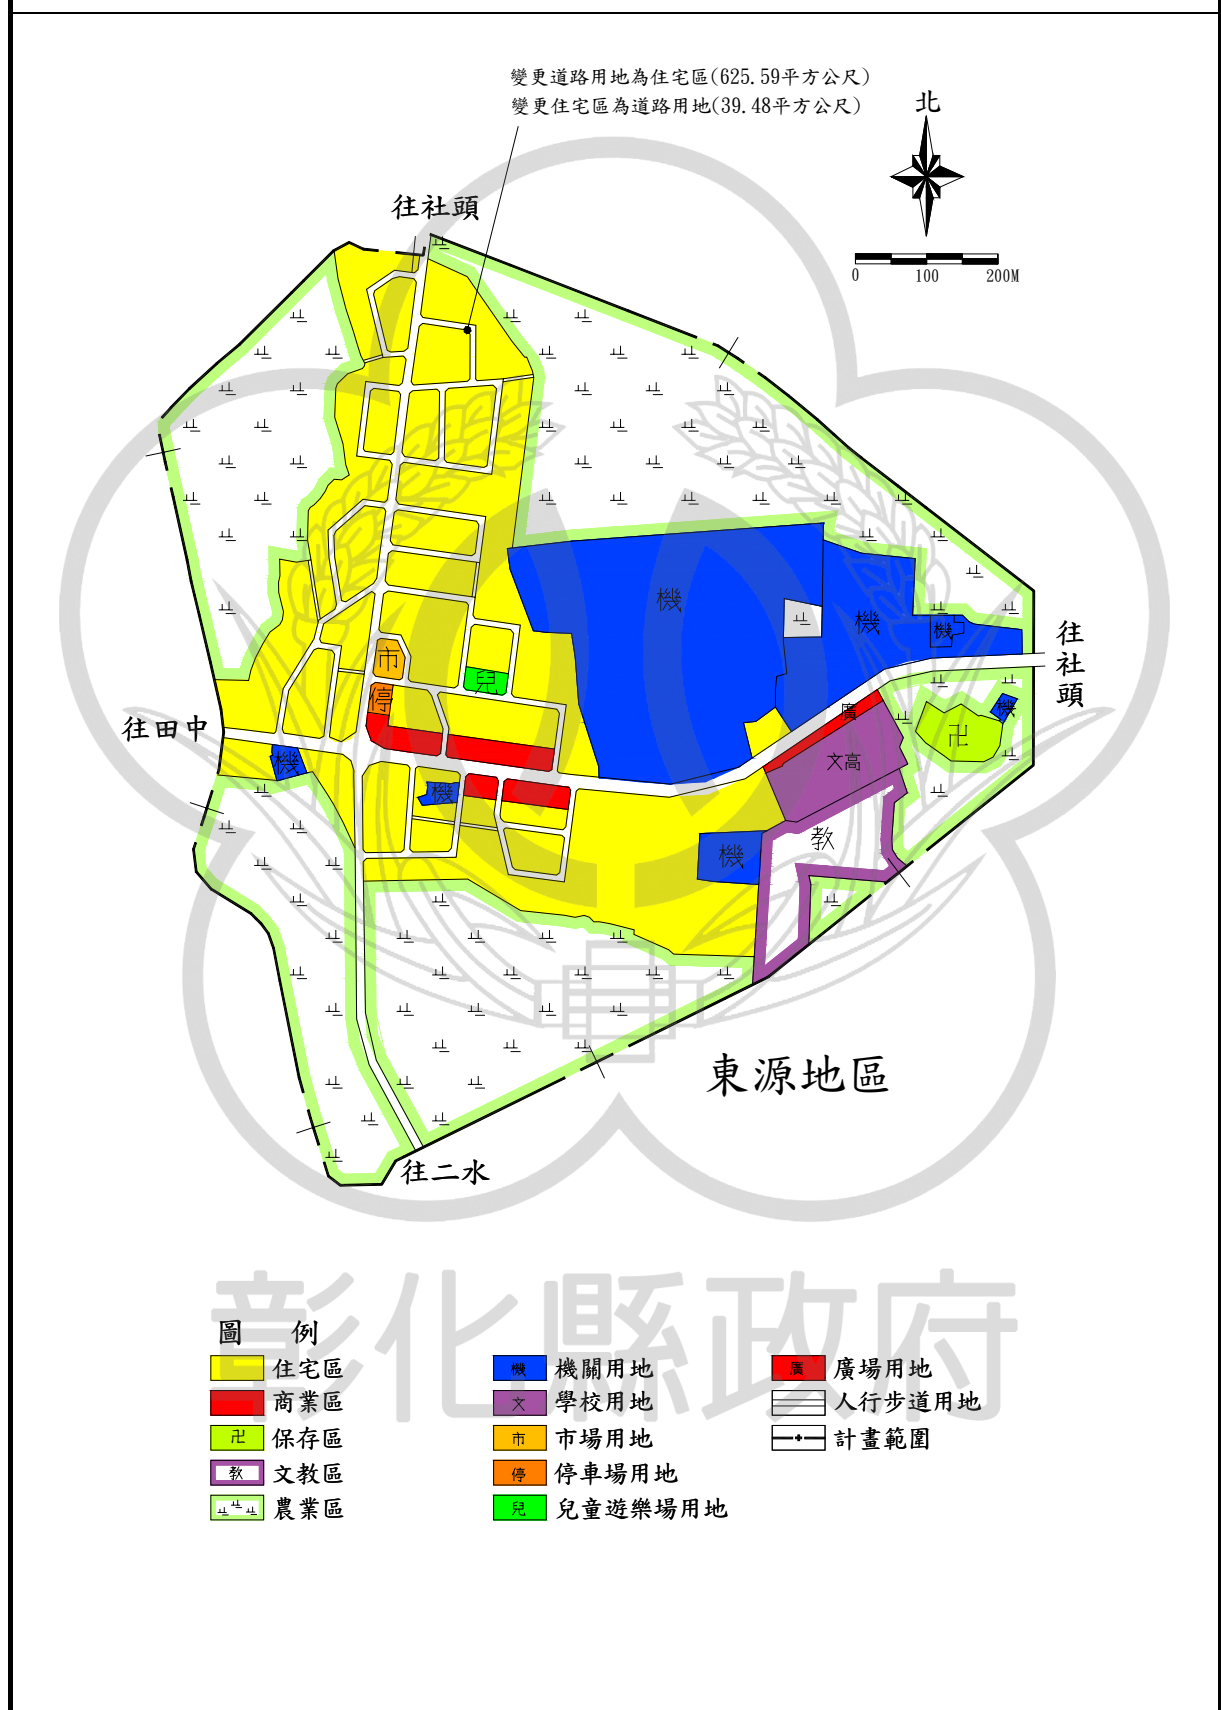 變更道路用地為住宅區(625.59平方公尺)
變更住宅區為道路用地(39.48平方公尺)
北
0 100 200M
往社頭
機
機
機
往社頭
市
兒
停
機
廣
卍
往田中
機
文高
機
教
機
東源地區
往二水
彰化縣政府
圖 例
住宅區
商業區
卍 保存區
教 文教區
農業區
機 機關用地
文 學校用地
市 市場用地
停 停車場用地
兒 兒童遊樂場用地
廣 廣場用地
人行步道用地
計畫範圍